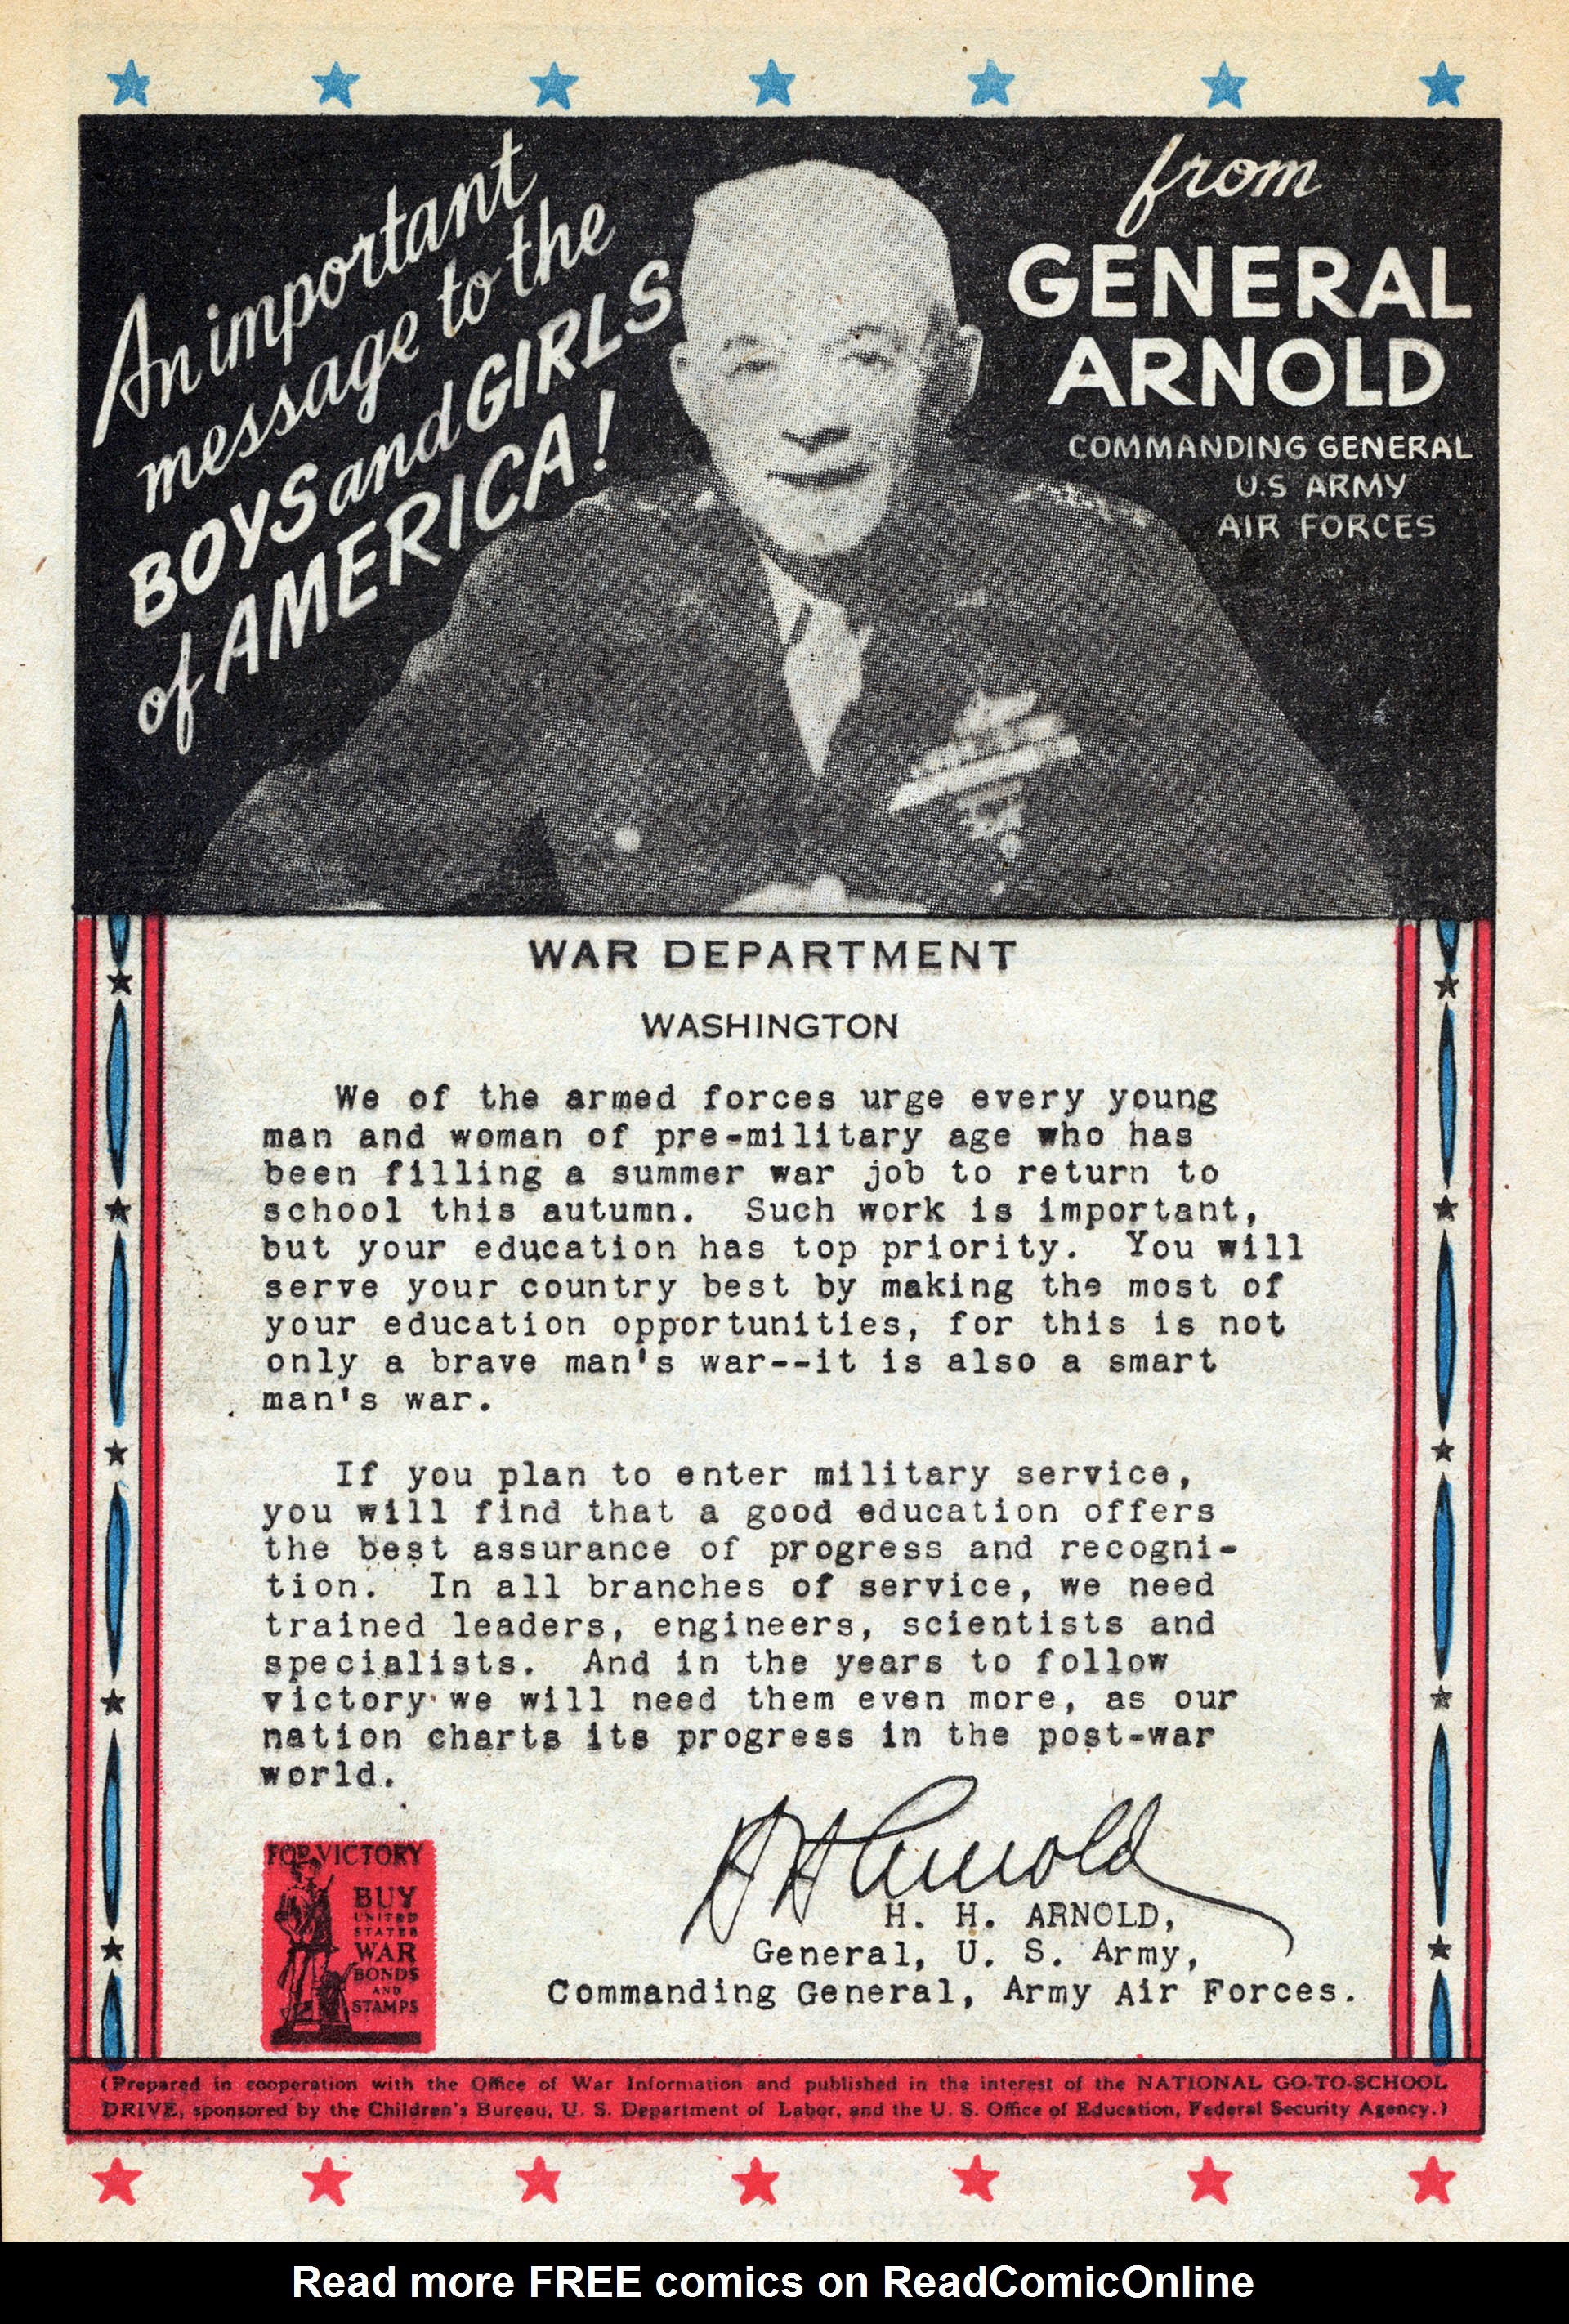 An important
message to the
BOYS and GIRLS
of AMERICA!
from
GENERAL
ARNOLD
COMMANDING GENERAL
U.S ARMY
AIR FORCES
WAR DEPARTMENT
WASHINGTON
We of the armed forces urge every young
man and woman of pre-military age who has
been filling a summer war job to return to
school this autumn. Such work is important,
but your education has top priority. You will
serve your country best by making the most of
your education opportunities, for this is not
only a brave man's war--it is also a smart
man's war.
If you plan to enter military service,
you will find that a good education offers
the best assurance of progress and recogni-
tion. In all branches of service, we need
trained leaders, engineers, scientists and
specialists. And in the years to follow
victory we will need them even more, as our
nation charts its progress in the post-war
world.
H H Arnold
H. H. ARNOLD,
General, U. S. Army,
Commanding General, Army Air Forces.
FOR VICTORY
BUY
UNITED
STATES
WAR
BONDS
AND
STAMPS
(Prepared in cooperation with the Office of War Information and published in the interest of the NATIONAL GO-TO-SCHOOL
DRIVE, sponsored by the Children's Bureau, U. S. Department of Labor, and the U. S. Office of Education, Federal Security Agency.)
Read more FREE comics on ReadComicOnline